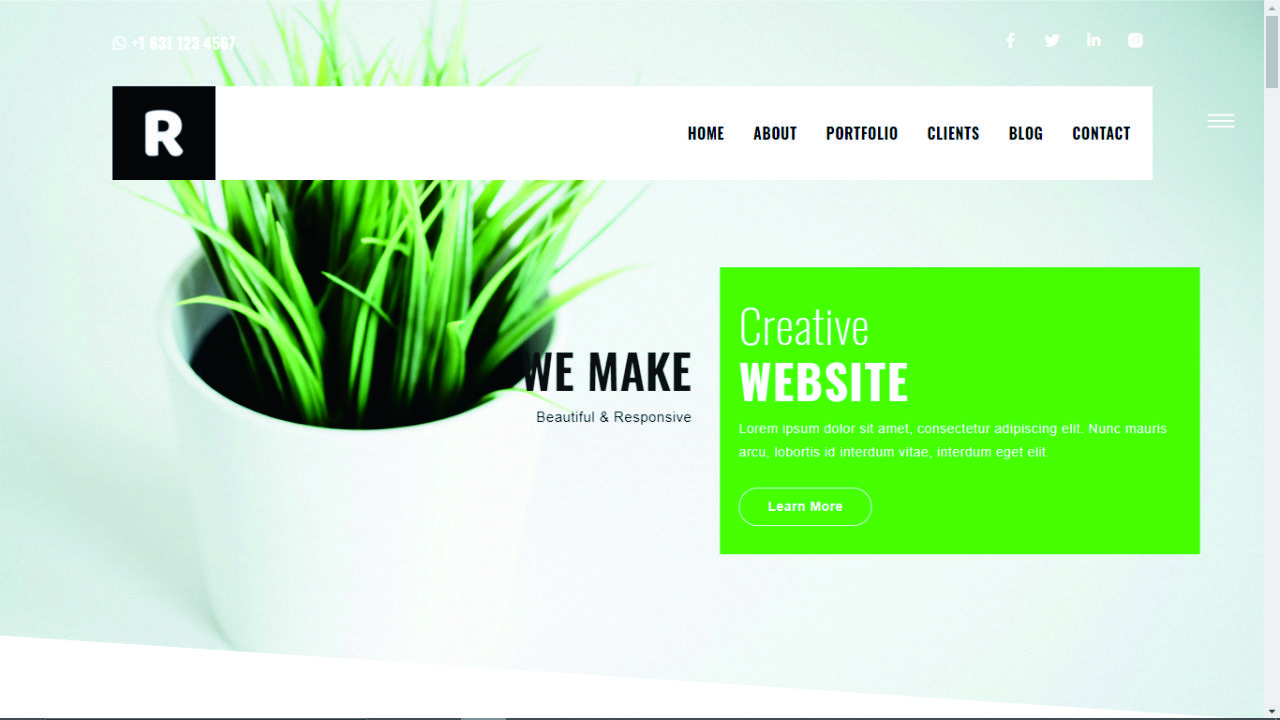 +1 631 123 4567
R
HOME ABOUT PORTFOLIO CLIENTS BLOG CONTACT
WE MAKE
Beautiful & Responsive
Creative
WEBSITE
Lorem ipsum dolor sit amet, consectetur adipiscing elit. Nunc mauris
arcu, lobortis id interdum vitae, interdum eget elit.
Learn More